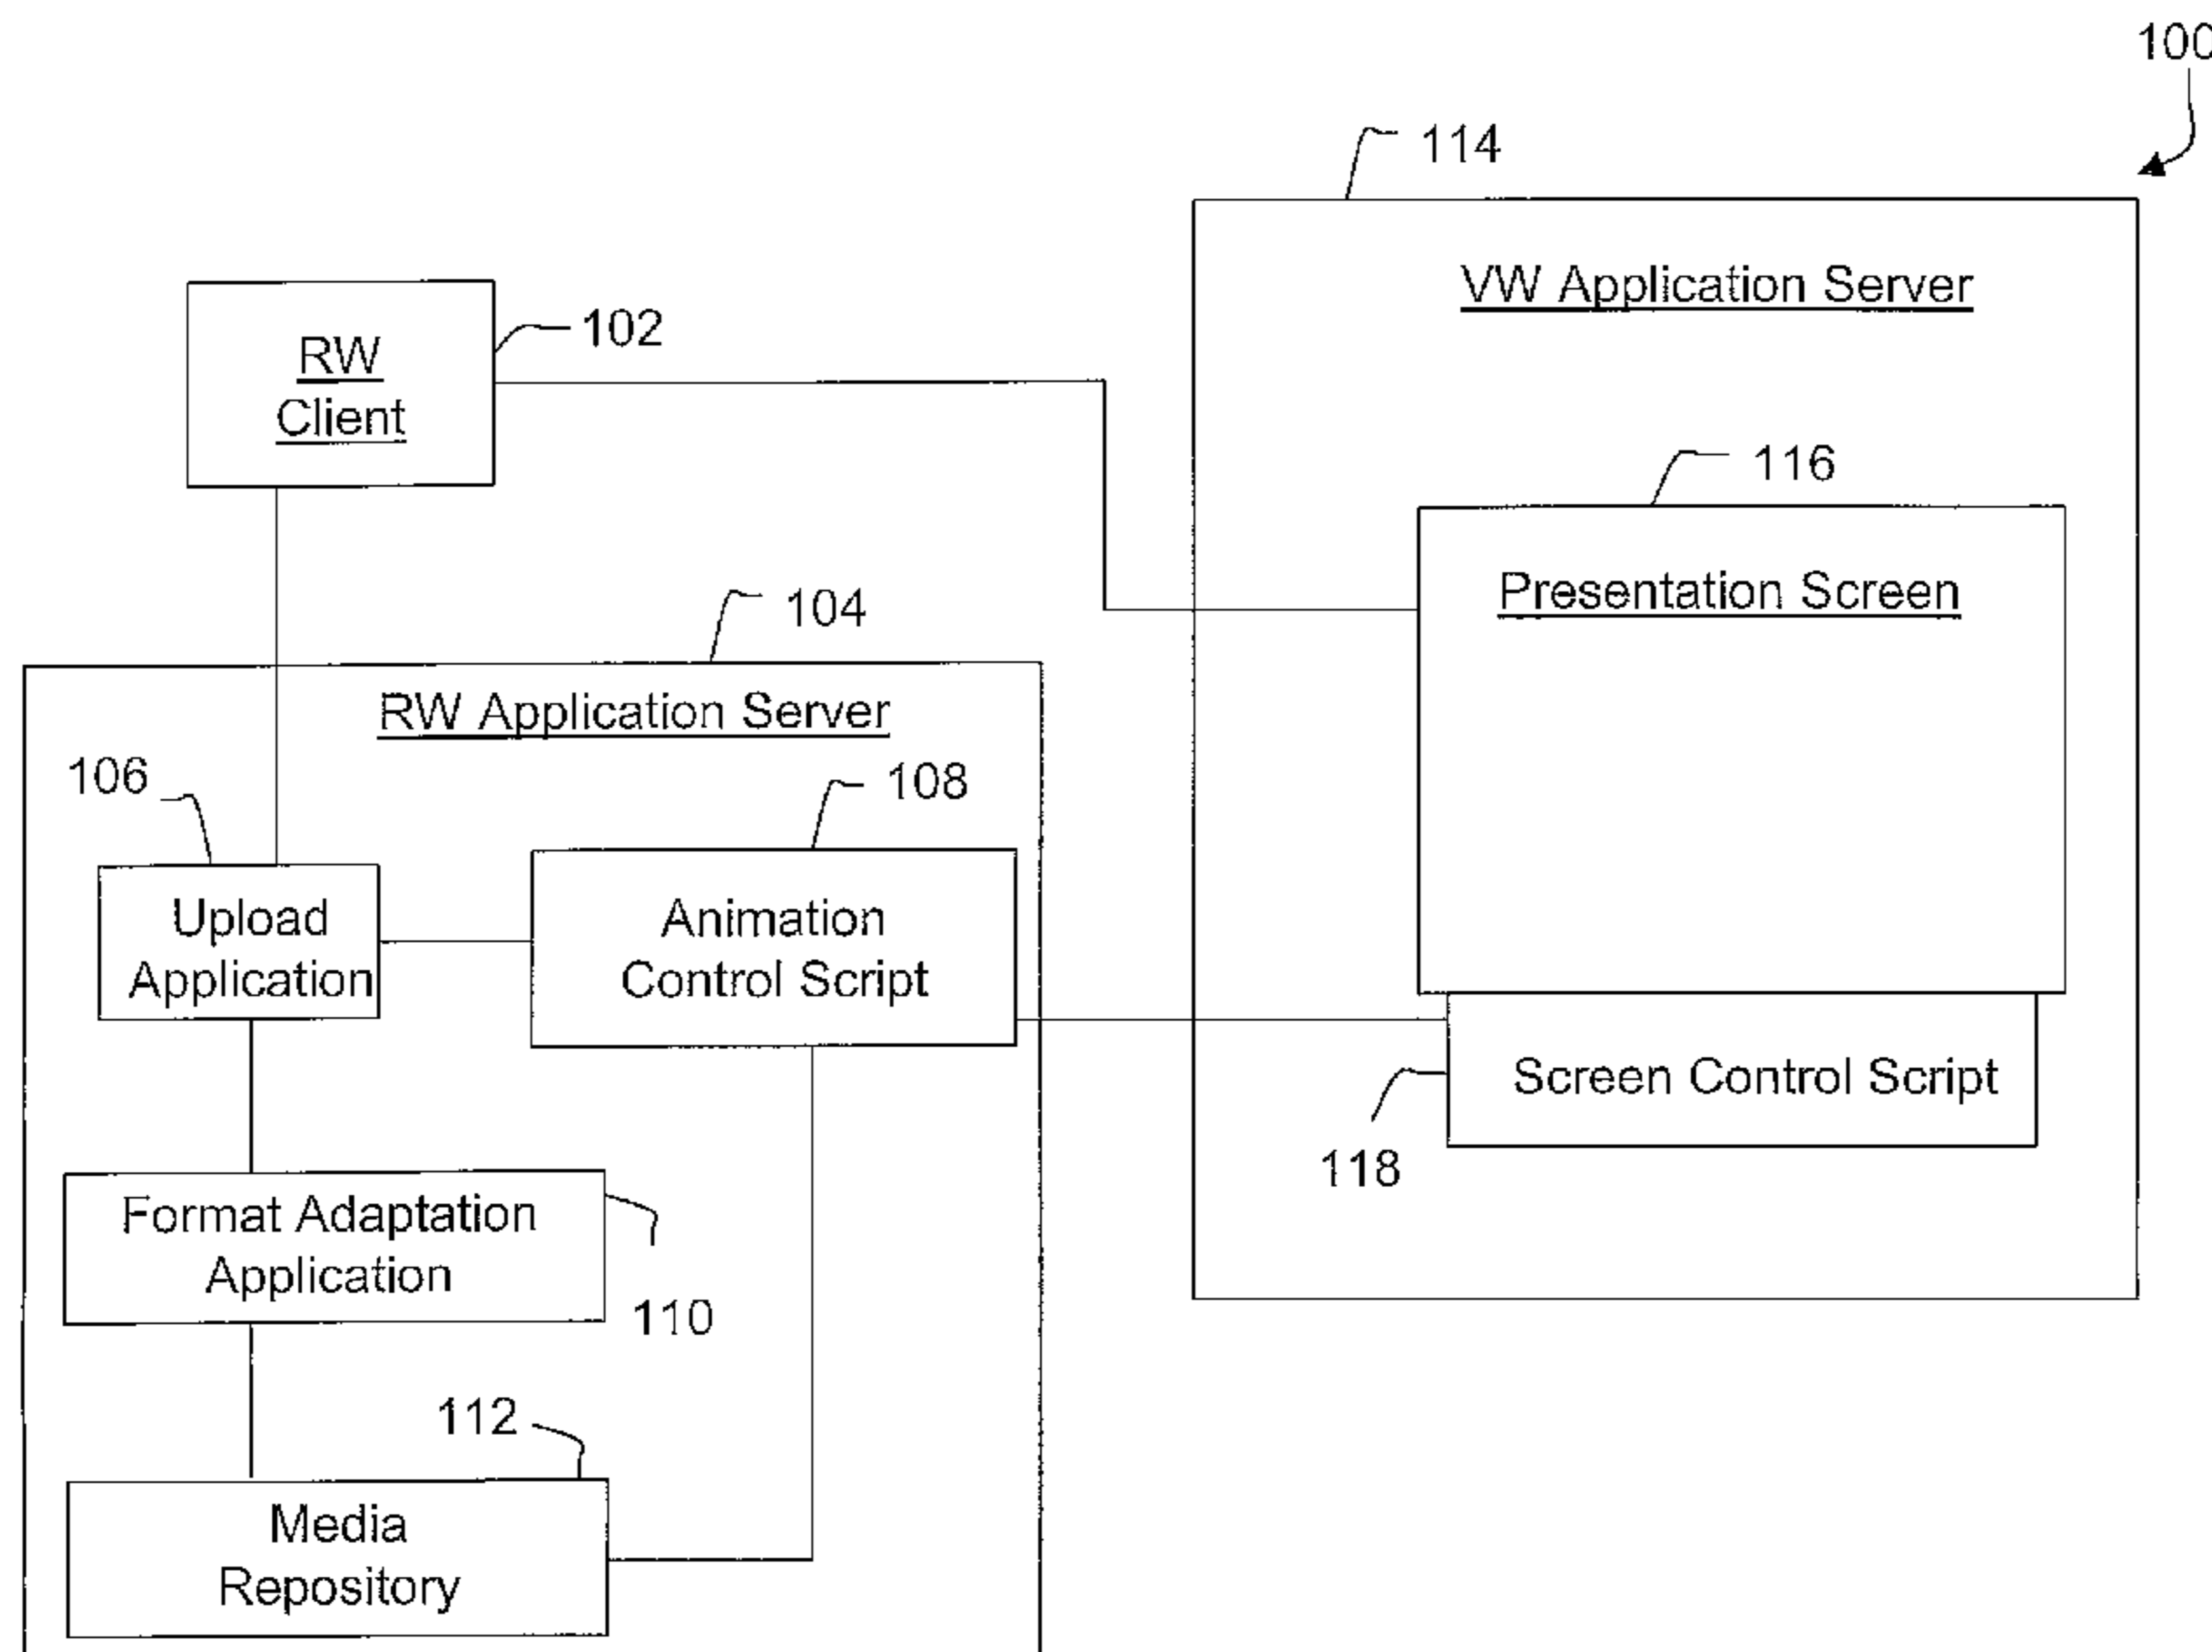 100
114
VW Application Server
RW
Client
102
116
Presentation Screen
104
RW Application Server
106
108
Upload
Application
Animation
Control Script
Screen Control Script
118
Format Adaptation
Application
110
112
Media
Repository